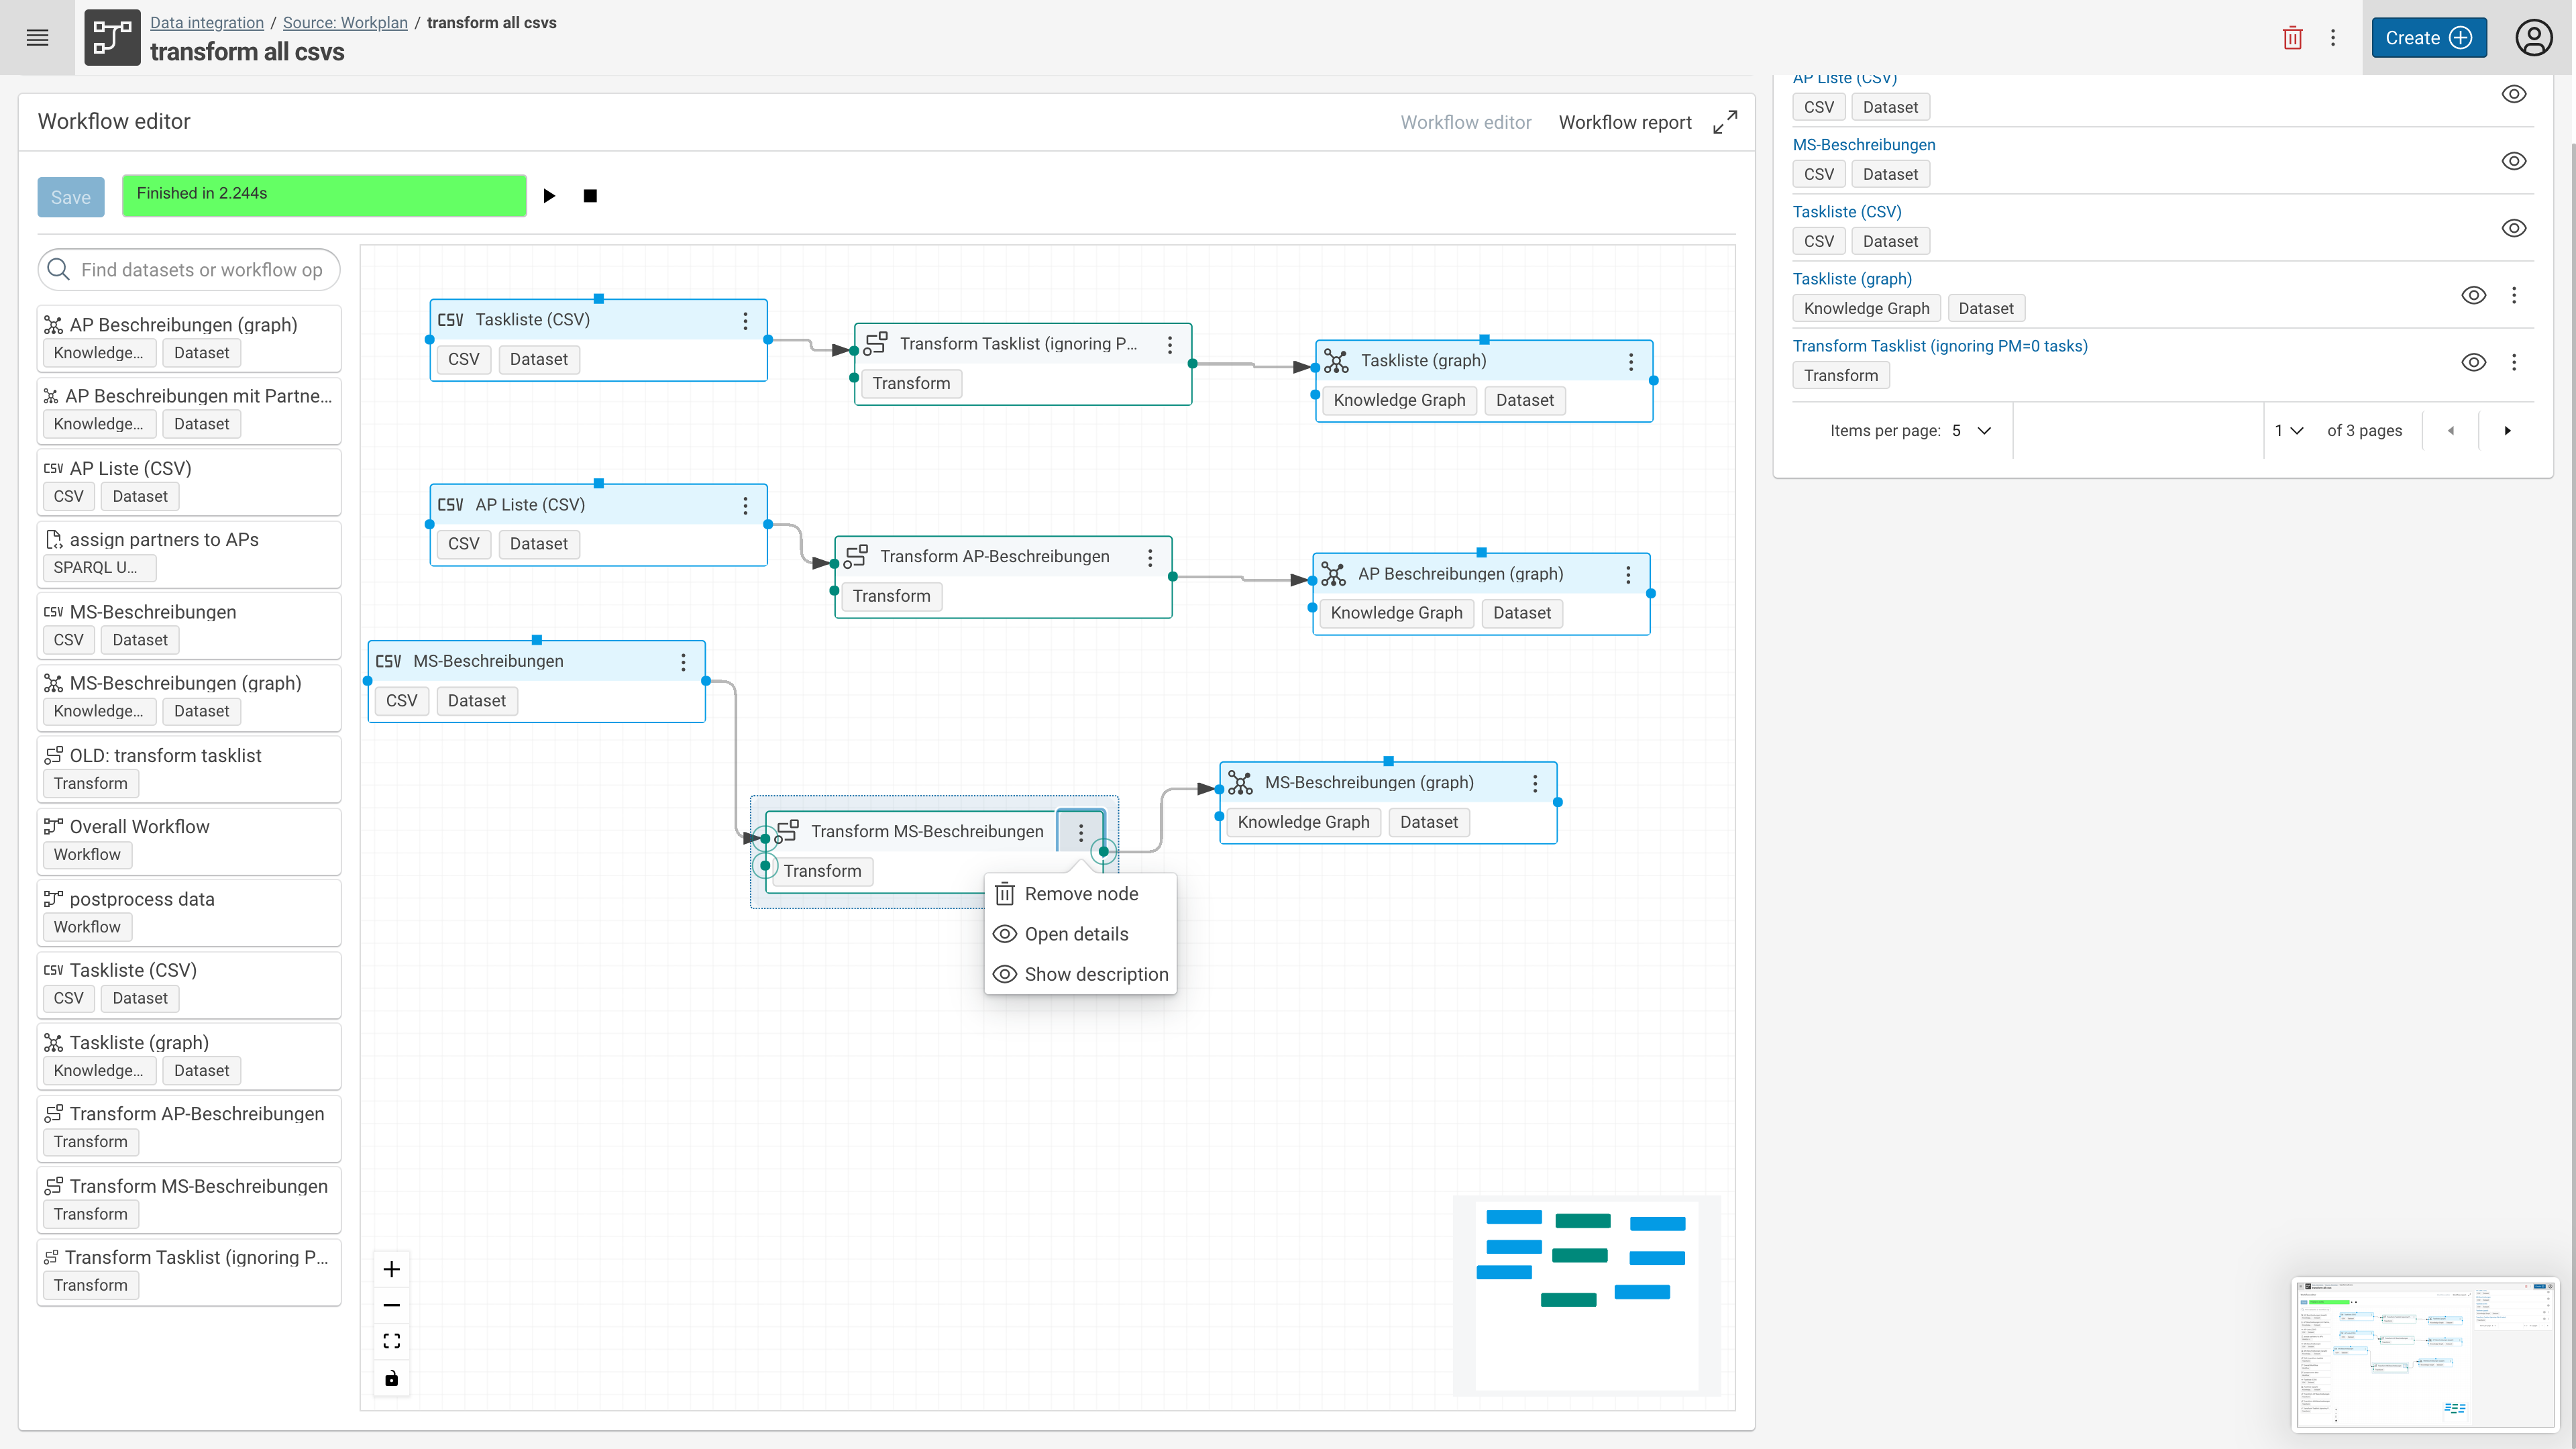 Data integration / Source: Workplan / transform all csvs
transform all csvs
Create
Workflow editor
Workflow editor
Workflow report
Save
Finished in 2.244s
Find datasets or workflow op
AP Beschreibungen (graph)
Knowledge... Dataset
AP Beschreibungen mit Partne...
Knowledge... Dataset
CSV AP Liste (CSV)
CSV Dataset
assign partners to APs
SPARQL U...
CSV MS-Beschreibungen
CSV Dataset
MS-Beschreibungen (graph)
Knowledge... Dataset
OLD: transform tasklist
Transform
Overall Workflow
Workflow
postprocess data
Workflow
CSV Taskliste (CSV)
CSV Dataset
Taskliste (graph)
Knowledge... Dataset
Transform AP-Beschreibungen
Transform
Transform MS-Beschreibungen
Transform
Transform Tasklist (ignoring P...
Transform
CSV Taskliste (CSV)
CSV Dataset
Transform Tasklist (ignoring P...
Transform
Taskliste (graph)
Knowledge Graph Dataset
CSV AP Liste (CSV)
CSV Dataset
Transform AP-Beschreibungen
Transform
AP Beschreibungen (graph)
Knowledge Graph Dataset
CSV MS-Beschreibungen
CSV Dataset
Transform MS-Beschreibungen
Transform
MS-Beschreibungen (graph)
Knowledge Graph Dataset
Remove node
Open details
Show description
AP Liste (CSV)
CSV Dataset
MS-Beschreibungen
CSV Dataset
Taskliste (CSV)
CSV Dataset
Taskliste (graph)
Knowledge Graph Dataset
Transform Tasklist (ignoring PM=0 tasks)
Transform
Items per page: 5
1 of 3 pages